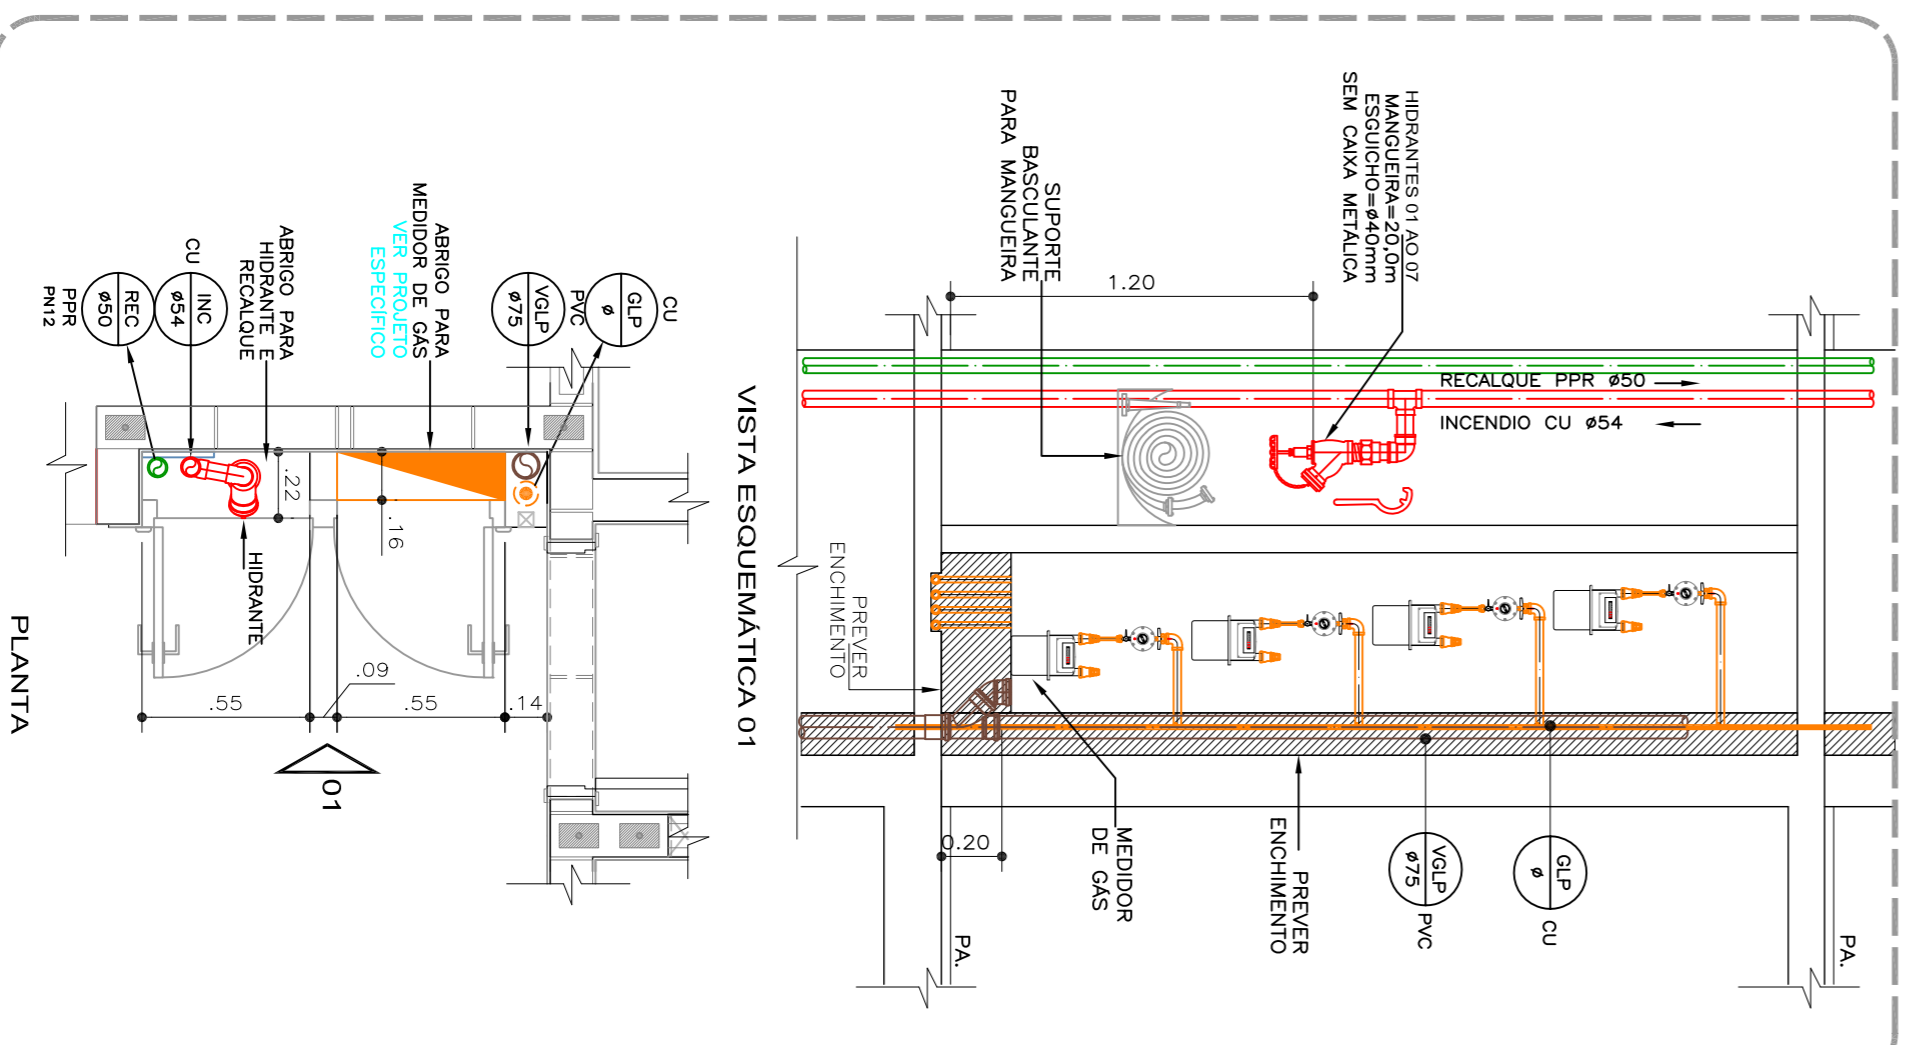 HIDRANTES 01 AO 07
MANGUEIRA=20,0m
ESGUICHO=ø40mm
SEM CAIXA METÁLICA
SUPORTE
BASCULANTE
PARA MANGUEIRA
1.20
RECALQUE PPR ø50
INCENDIO CU ø54
PREVER
ENCHIMENTO
0.20
MEDIDOR
DE GÁS
PREVER
ENCHIMENTO
VGLP
ø75
PVC
GLP
ø
CU
PA.
PA.
VISTA ESQUEMÁTICA 01
CU
GLP
ø
PVC
VGLP
ø75
ABRIGO PARA
MEDIDOR DE GÁS
VER PROJETO
ESPECIFICO
ABRIGO PARA
HIDRANTE E
RECALQUE
CU
INC
ø54
REC
ø50
PPR
PN12
.22
.16
HIDRANTE
.55
.09
.55
.14
01
PLANTA